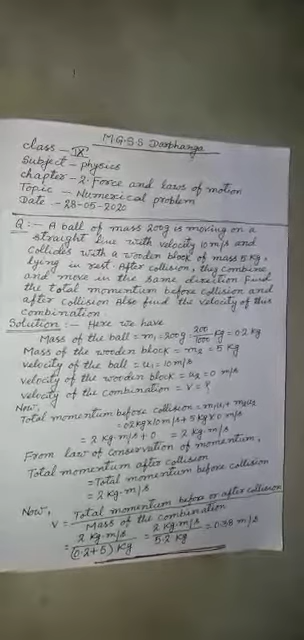 M.G.S.S Darbhanga
class - IX
Subject - physics
chapter - 2 Force and laws of motion
Topic - Numerical problem
Date :- 28-05-2020
Q:- A ball of mass 200g is moving on a
straight line with velocity 10 m/s and
collides with a wooden block of mass 5 kg,
lying in rest. After collision, they combine
and move in the same direction. Find
the total momentum before collision and
after collision Also find the velocity of this
combination.
Solution:- Here we have
Mass of the ball = m₁ = 200g = 200/1000 kg = 0.2 kg
Mass of the wooden block = m₂ = 5 kg
velocity of the ball = u₁ = 10 m/s
velocity of the wooden block = u₂ = 0 m/s
velocity of the combination = v = ?
Now,
Total momentum before collision = m₁u₁ + m₂u₂
= 0.2 kg x 10 m/s + 5 kg x 0 m/s
= 2 kg.m/s + 0 = 2 kg.m/s
From law of conservation of momentum,
Total momentum after collision
= Total momentum before collision
= 2 kg.m/s
Now, v = Total momentum before or after collision / Mass of the combination
= 2 kg.m/s / (0.2+5) kg = 2 kg.m/s / 5.2 kg = 0.38 m/s